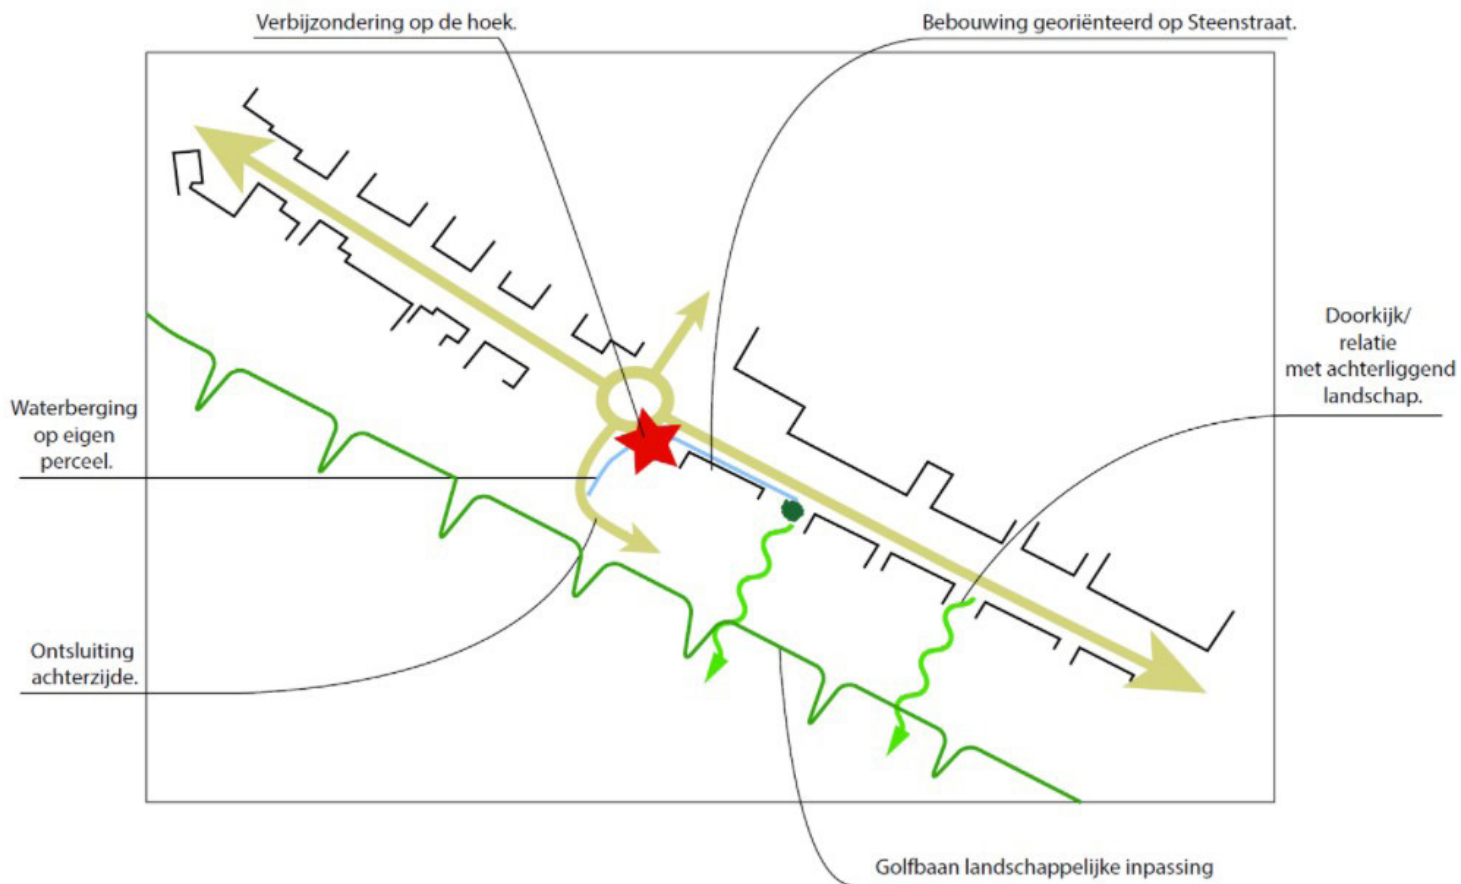 Verbijzondering op de hoek.
Bebouwing georiënteerd op Steenstraat.
Doorkijk/
relatie
met achterliggend
landschap.
Waterberging
op eigen
perceel.
Ontsluiting
achterzijde.
Golfbaan landschappelijke inpassing